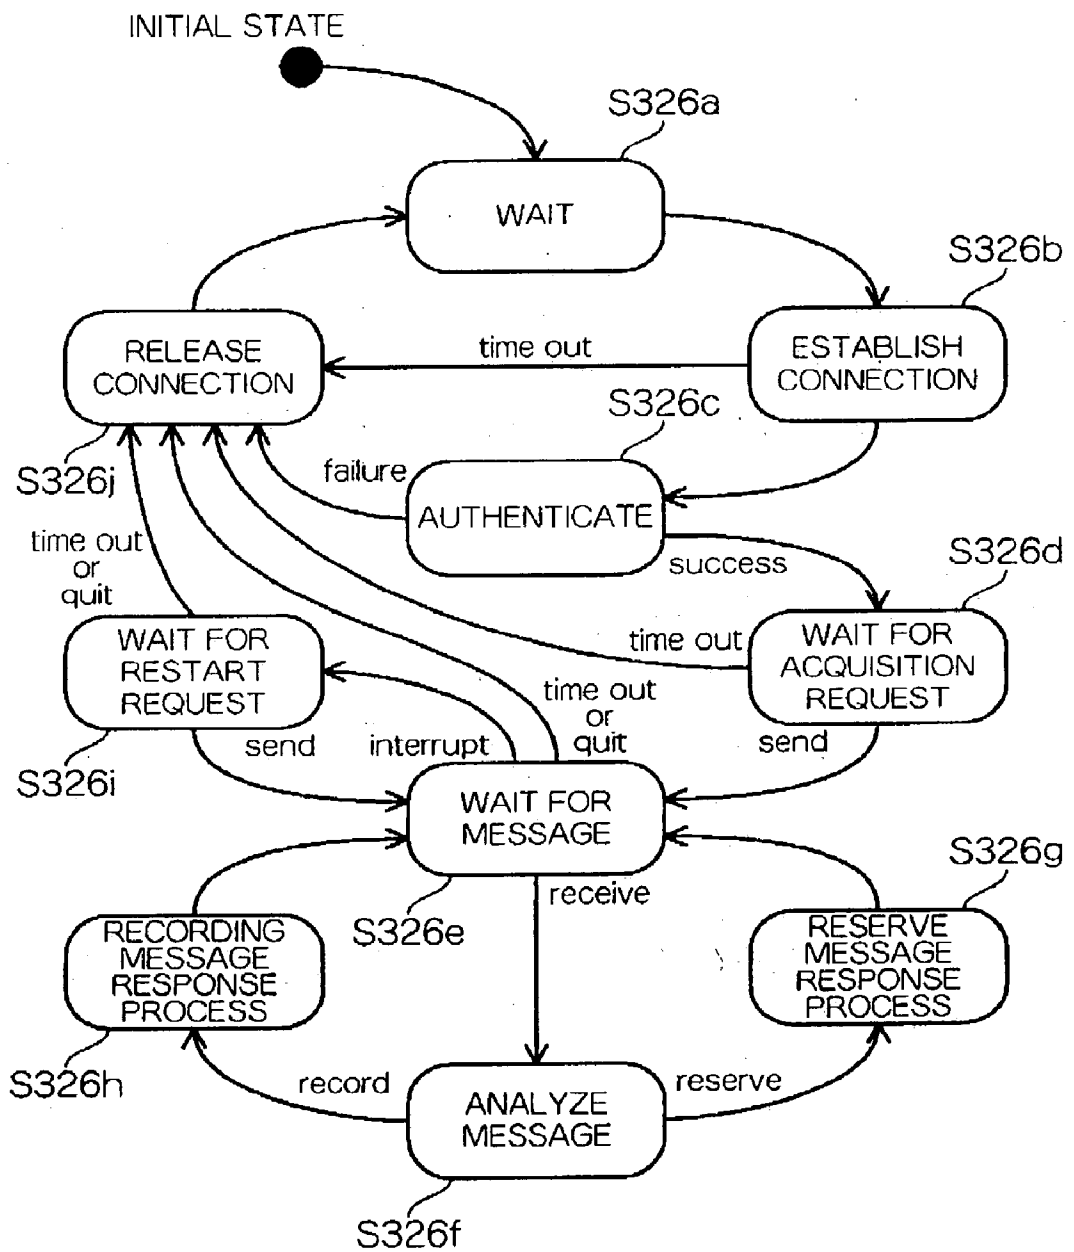 INITIAL STATE
S326a
WAIT
S326b
RELEASE
CONNECTION
time out
ESTABLISH
CONNECTION
S326c
S326j
failure
AUTHENTICATE
success
S326d
time out
or
quit
WAIT FOR
RESTART
REQUEST
time out
WAIT FOR
ACQUISITION
REQUEST
time out
or
quit
S326i
send
interrupt
send
WAIT FOR
MESSAGE
S326g
S326e
receive
RECORDING
MESSAGE
RESPONSE
PROCESS
RESERVE
MESSAGE
RESPONSE
PROCESS
S326h
record
reserve
ANALYZE
MESSAGE
S326f